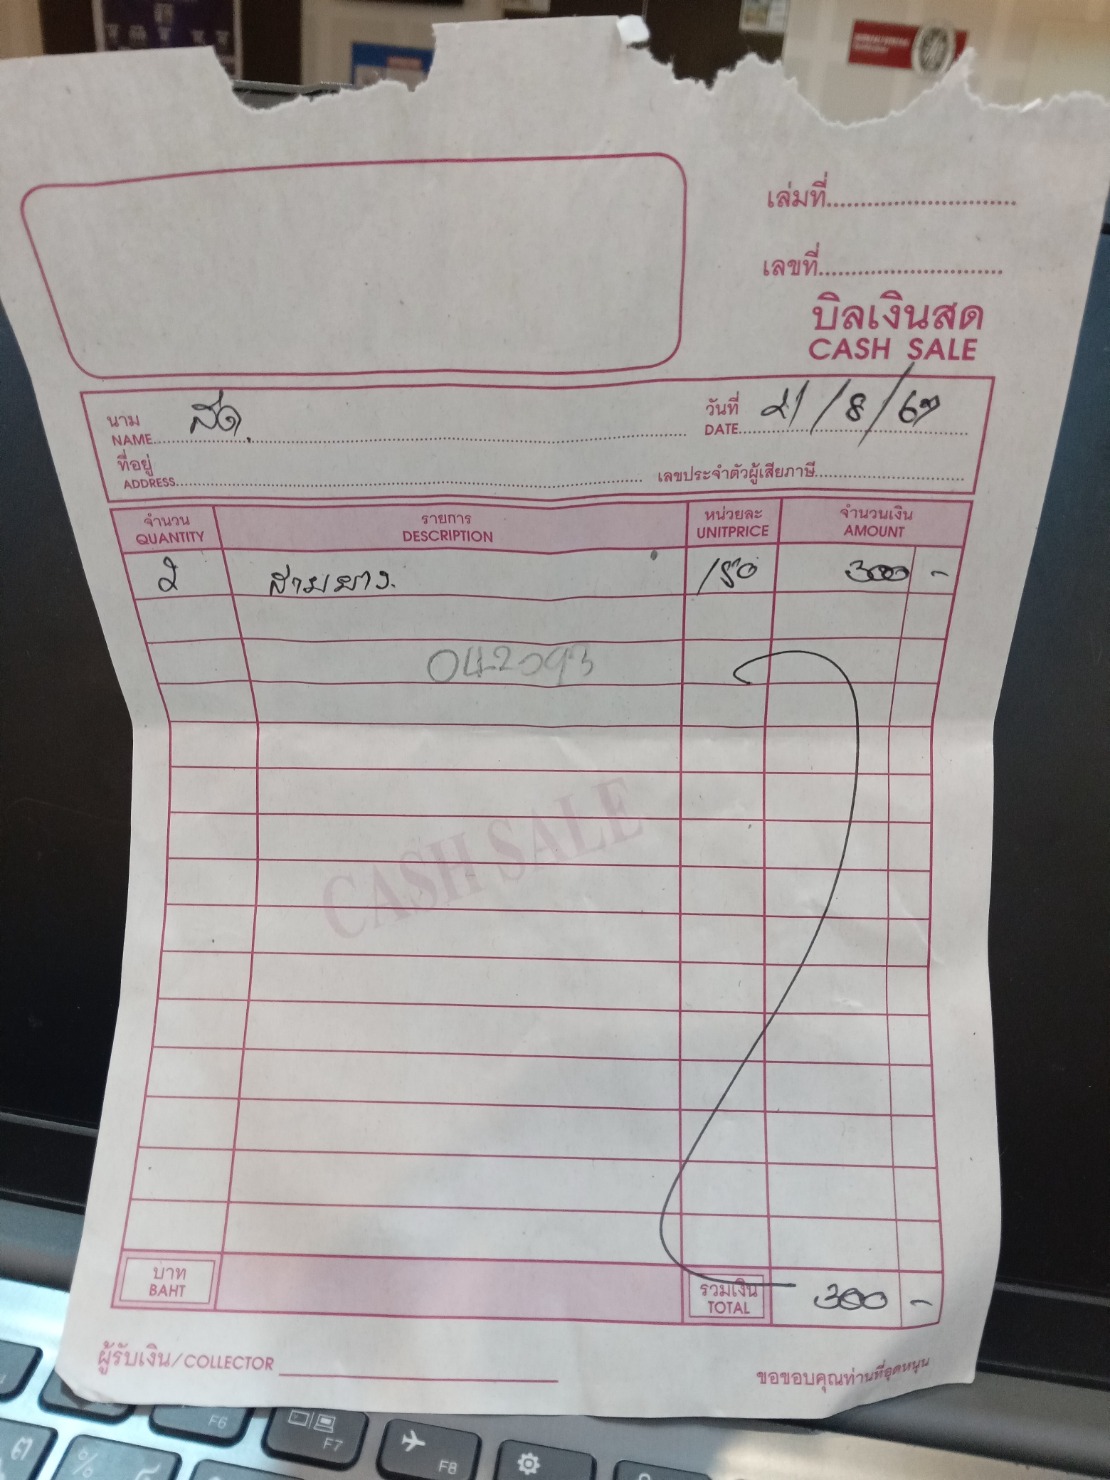 เล่มที่
เลขที่
บิลเงินสด
CASH SALE
นาม
NAME
สด
วันที่
DATE
21/8/67
ที่อยู่
ADDRESS
เลขประจำตัวผู้เสียภาษี
จำนวน รายการ หน่วยละ จำนวนเงิน
QUANTITY DESCRIPTION UNITPRICE AMOUNT
2 สายยาง 150 300 -
042093
CASH SALE
บาท
BAHT
รวมเงิน
TOTAL
300 -
ผู้รับเงิน/COLLECTOR
ขอขอบคุณท่านที่อุดหนุน
F6
F7
F8
%